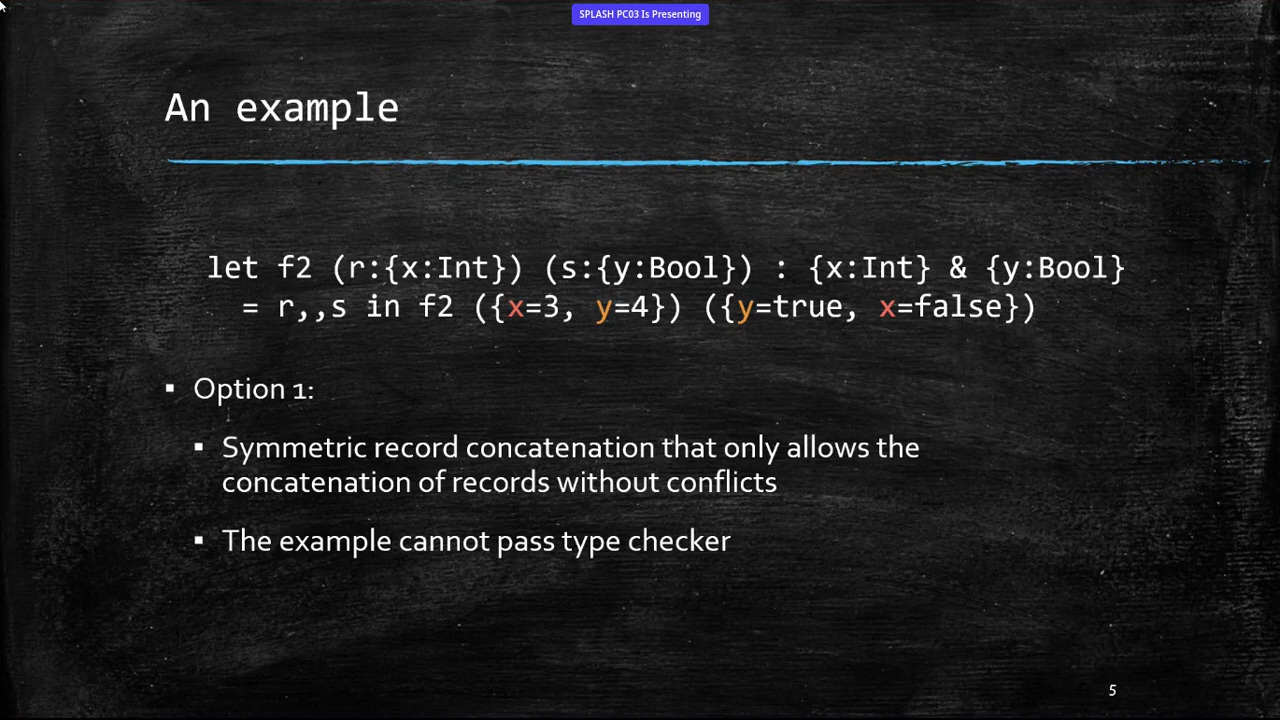 SPLASH PC03 Is Presenting
An example
let f2 (r:{x:Int}) (s:{y:Bool}) : {x:Int} & {y:Bool}
= r,,s in f2 ({x=3, y=4}) ({y=true, x=false})
▪ Option 1:
▪ Symmetric record concatenation that only allows the
concatenation of records without conflicts
▪ The example cannot pass type checker
5